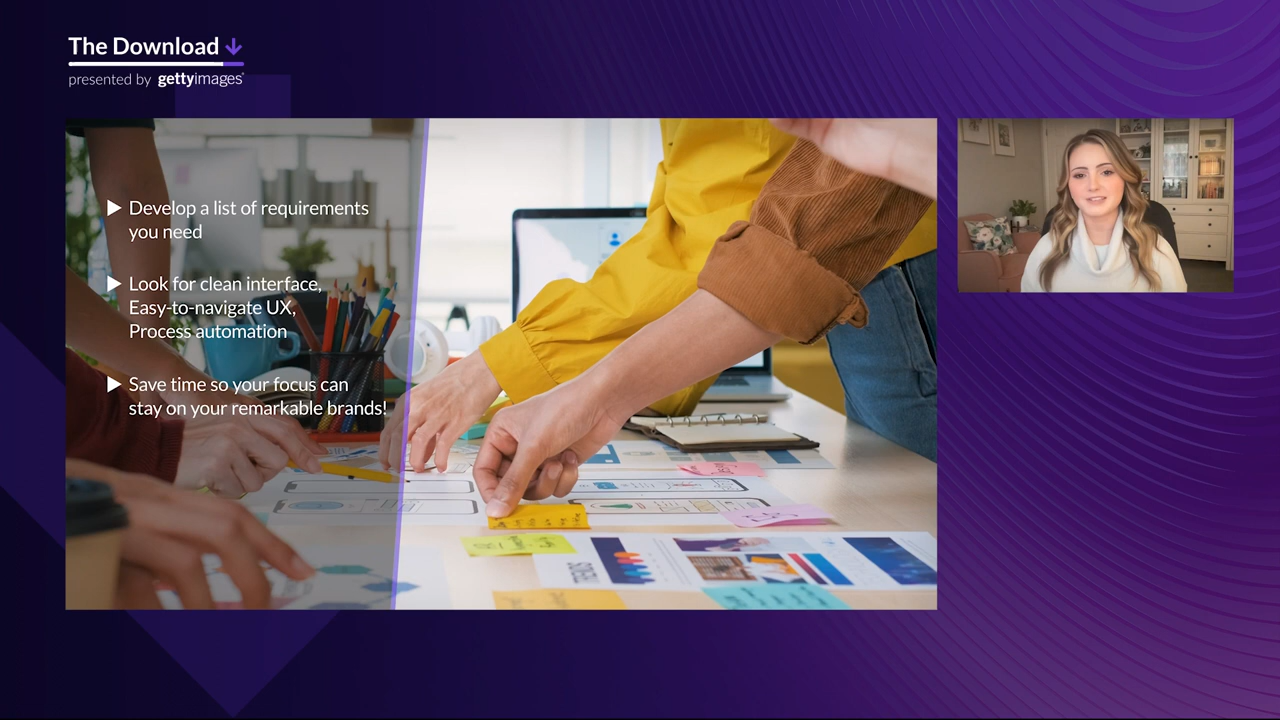 The Download
presented by gettyimages®
▶ Develop a list of requirements
you need
▶ Look for clean interface,
Easy-to-navigate UX,
Process automation
▶ Save time so your focus can
stay on your remarkable brands!